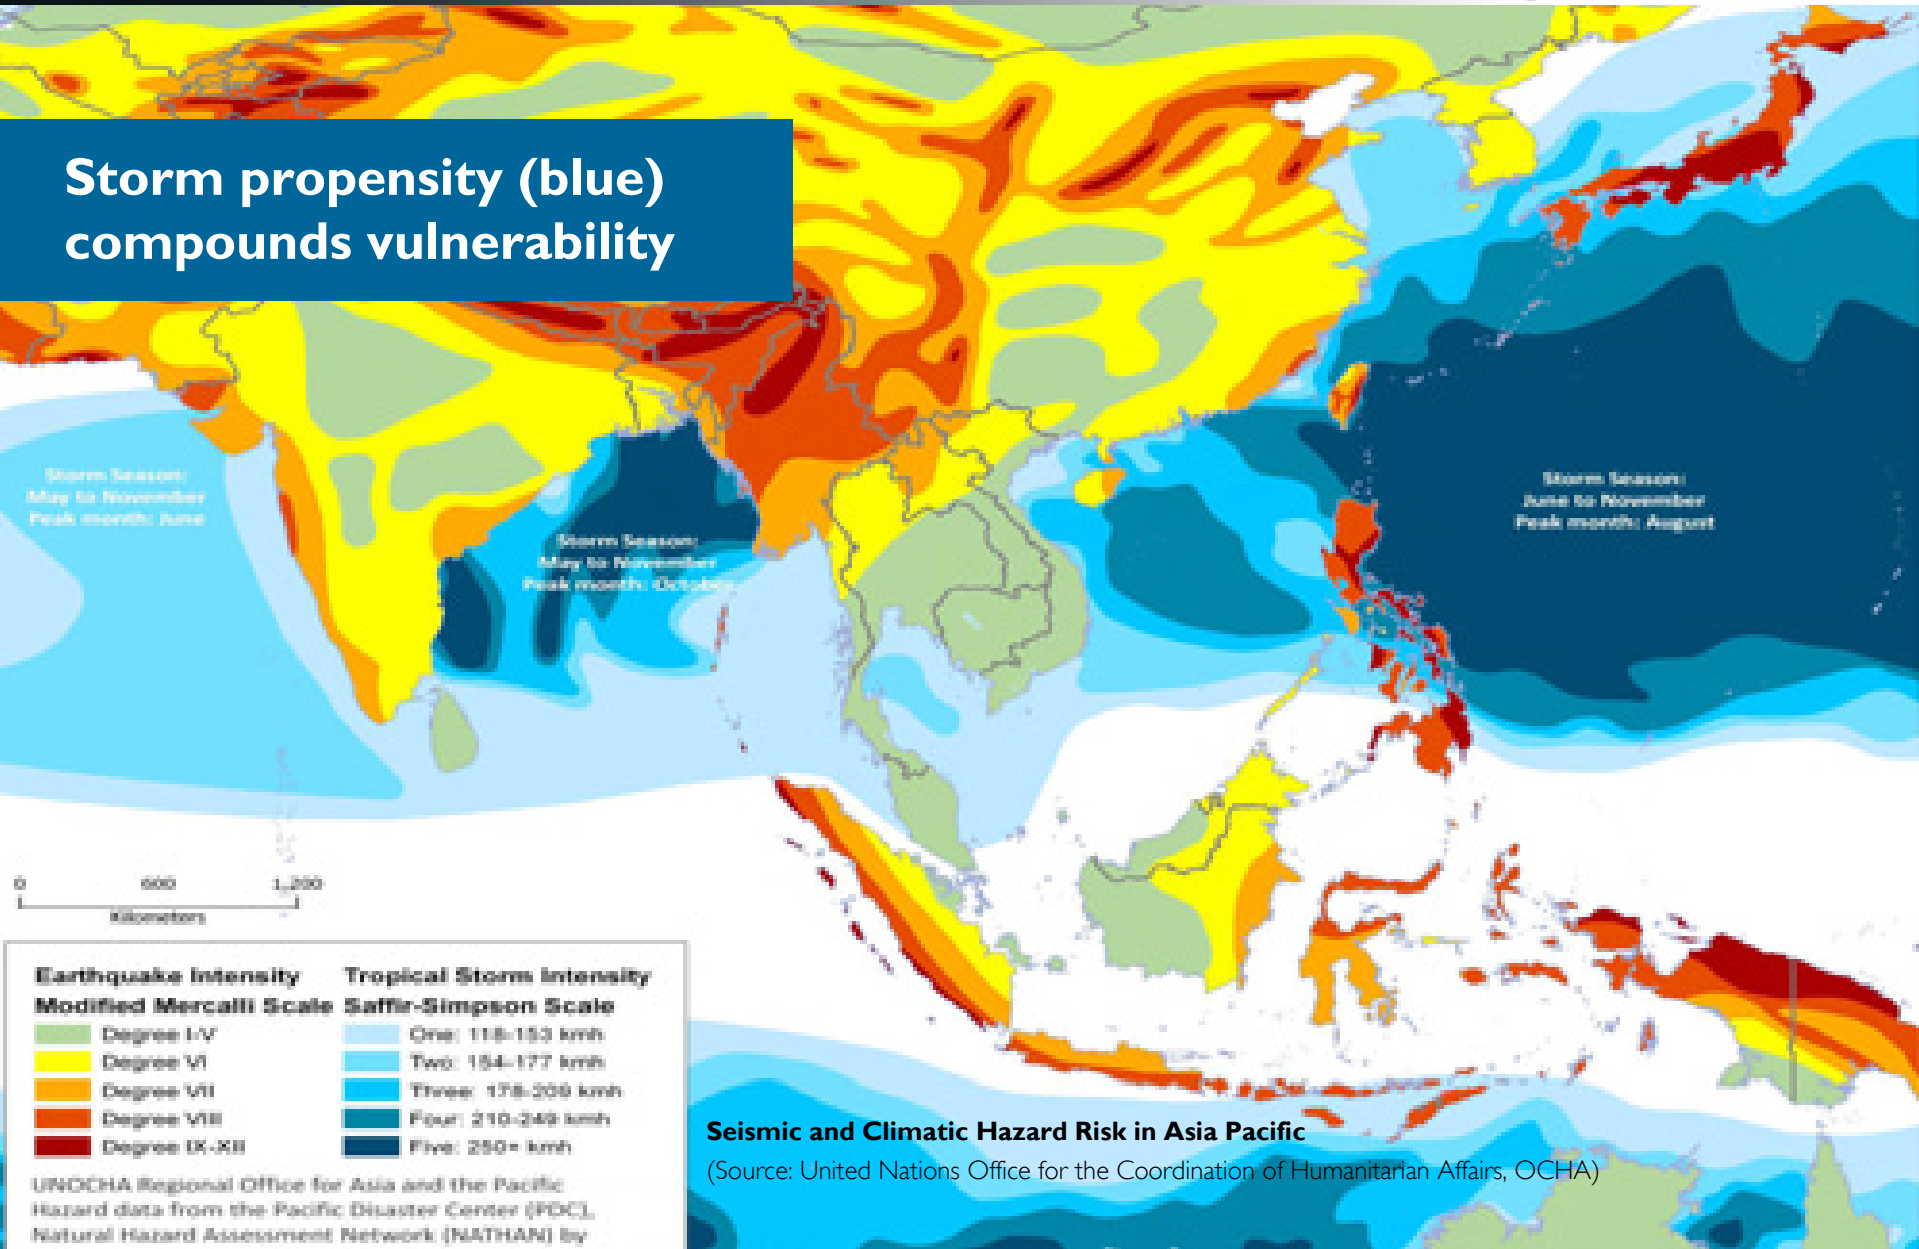 Storm propensity (blue)
compounds vulnerability
Storm Season:
May to November
Peak month: June
Storm Season:
May to November
Peak month: October
Storm Season:
June to November
Peak month: August
0 600 1,200
Kilometers
Earthquake Intensity
Modified Mercalli Scale
Degree I-V
Degree VI
Degree VII
Degree VIII
Degree IX-XII
Tropical Storm Intensity
Saffir-Simpson Scale
One: 118-153 kmh
Two: 154-177 kmh
Three: 178-209 kmh
Four: 210-249 kmh
Five: 250+ kmh
UNOCHA Regional Office for Asia and the Pacific
Hazard data from the Pacific Disaster Center (PDC),
Natural Hazard Assessment Network (NATHAN) by
Seismic and Climatic Hazard Risk in Asia Pacific
(Source: United Nations Office for the Coordination of Humanitarian Affairs, OCHA)